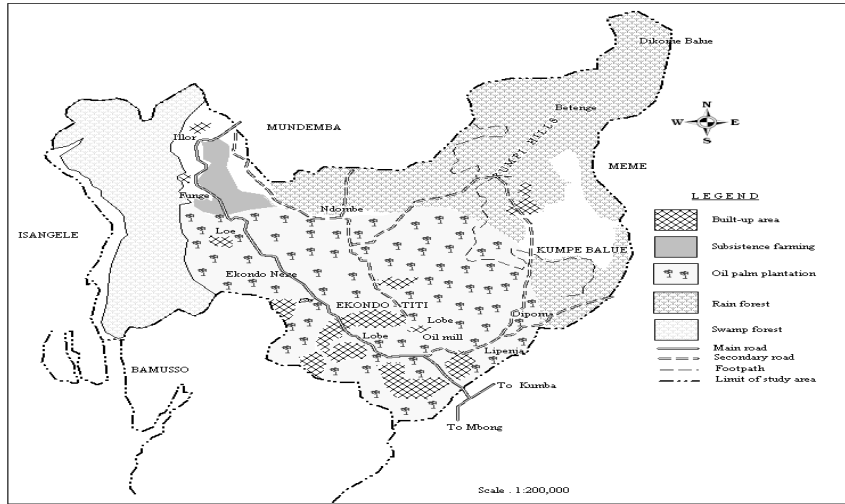 Dikome Balue
Betenge
N
W E
S
MUNDEMBA
Illor
KUMPI HILLS
MEME
LEGEND
Funge
Ndombe
Built-up area
ISANGELE
Loe
KUMPE BALUE
Subsistence farming
Ekondo Nene
Oil palm plantation
EKONDO TITI
Rain forest
Lobe
Oil mill
Lobe
Swamp forest
Lipenja
Main road
Secondary road
BAMUSSO
Footpath
Limit of study area
To Kumba
To Mbong
Scale . 1:200,000